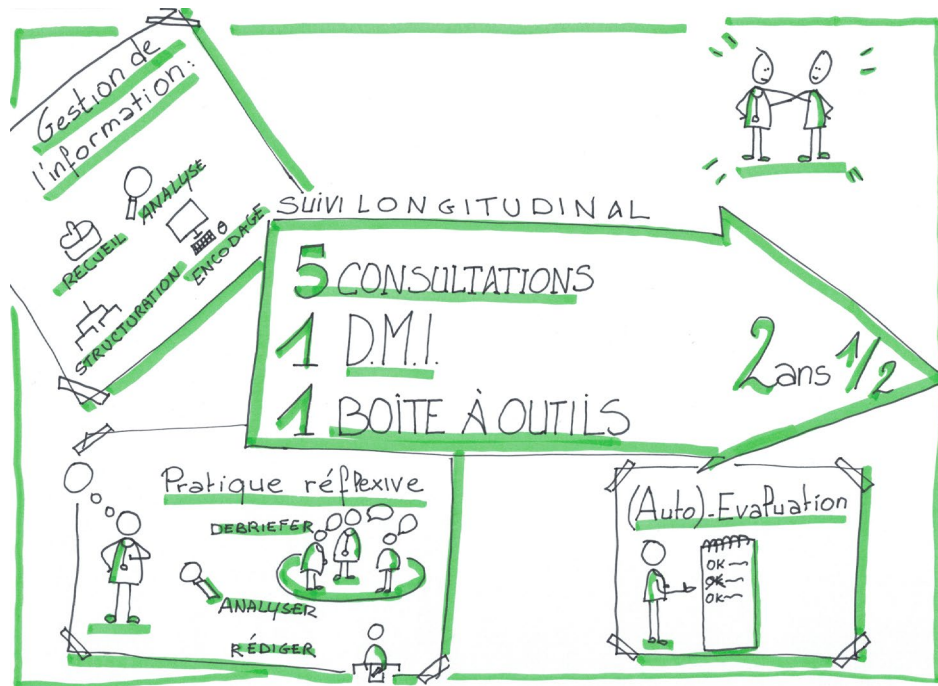 Gestion de
l'information:
ANALYSE
RECUEIL
ENCODAGE
STRUCTURATION
SUIVI LONGITUDINAL
5 CONSULTATIONS
1 D.M.I.
1 BOÎTE À OUTILS
2 ans 1/2
Pratique réflexive
DEBRIEFER
ANALYSER
RÉDIGER
(Auto)-Evaluation
OK
OK
OK